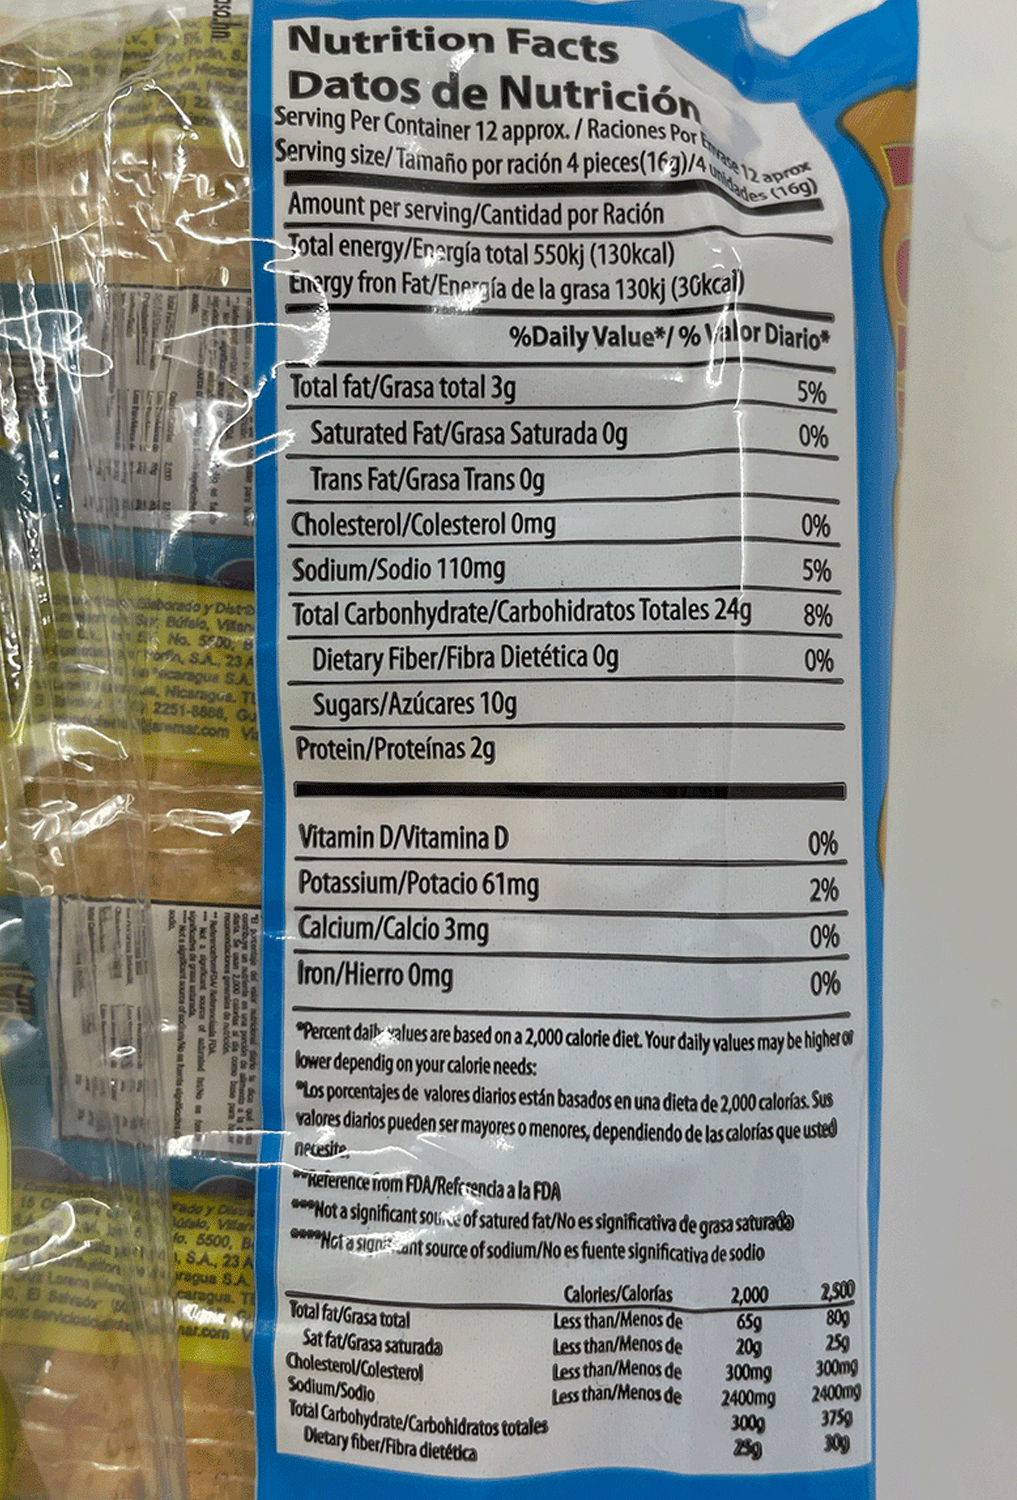 Nutrition Facts
Datos de Nutrición
Serving Per Container 12 approx. / Raciones Por Envase 12 aprox
Serving size/Tamaño por ración 4 pieces(16g)/4 unidades (16g)
Amount per serving/Cantidad por Ración
Total energy/Energía total 550kj (130kcal)
Energy fron Fat/Energía de la grasa 130kj (30kcal)
%Daily Value*/ % Valor Diario*
Total fat/Grasa total 3g 5%
Saturated Fat/Grasa Saturada 0g 0%
Trans Fat/Grasa Trans 0g
Cholesterol/Colesterol 0mg 0%
Sodium/Sodio 110mg 5%
Total Carbonhydrate/Carbohidratos Totales 24g 8%
Dietary Fiber/Fibra Dietética 0g 0%
Sugars/Azúcares 10g
Protein/Proteínas 2g
Vitamin D/Vitamina D 0%
Potassium/Potacio 61mg 2%
Calcium/Calcio 3mg 0%
Iron/Hierro 0mg 0%
*Percent daily values are based on a 2,000 calorie diet. Your daily values may be higher or
lower dependig on your calorie needs:
*Los porcentajes de valores diarios están basados en una dieta de 2,000 calorías. Sus
valores diarios pueden ser mayores o menores, dependiendo de las calorías que usted
necesite.
**Reference from FDA/Referencia a la FDA
***Not a significant source of satured fat/No es significativa de grasa saturada
****Not a significant source of sodium/No es fuente significativa de sodio
Calories/Calorías 2,000 2,500
Total fat/Grasa total Less than/Menos de 65g 80g
Sat fat/Grasa saturada Less than/Menos de 20g 25g
Cholesterol/Colesterol Less than/Menos de 300mg 300mg
Sodium/Sodio Less than/Menos de 2400mg 2400mg
Total Carbohydrate/Carbohidratos totales 300g 375g
Dietary fiber/Fibra dietética 25g 30g
Elaborado y Distrib
Búfalo, Villan
No. 5500, B
S.A., 23 A
Nicaragua S.A.
Nicaragua. T
2251-8888, Gu